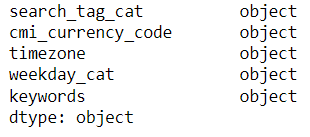 search_tag_cat object
cmi_currency_code object
timezone object
weekday_cat object
keywords object
dtype: object